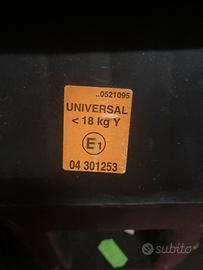 ..0521095
UNIVERSAL
< 18 kg Y
E1
04 301253
subito